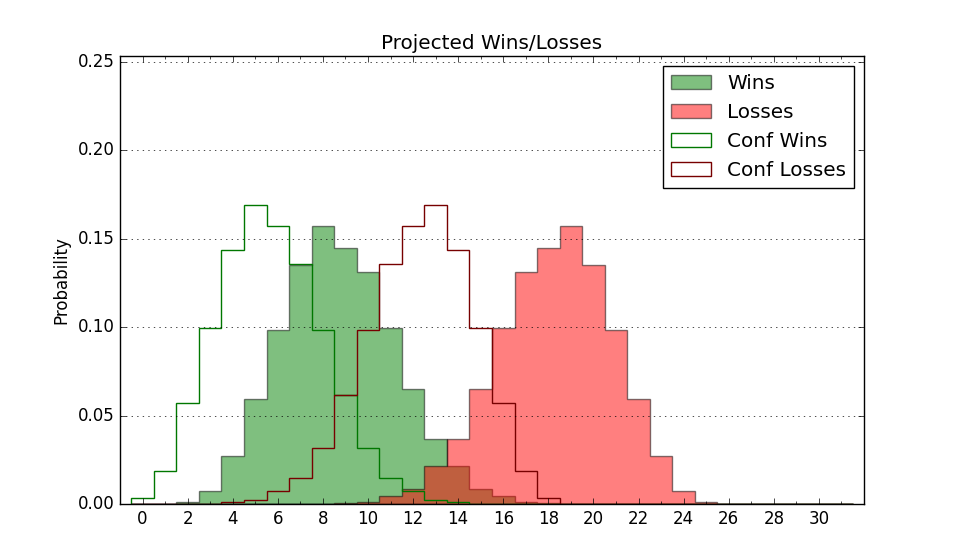 Projected Wins/Losses
0.25
0.20
0.15
0.10
0.05
0.00
Probability
0 2 4 6 8 10 12 14 16 18 20 22 24 26 28 30
Wins
Losses
Conf Wins
Conf Losses